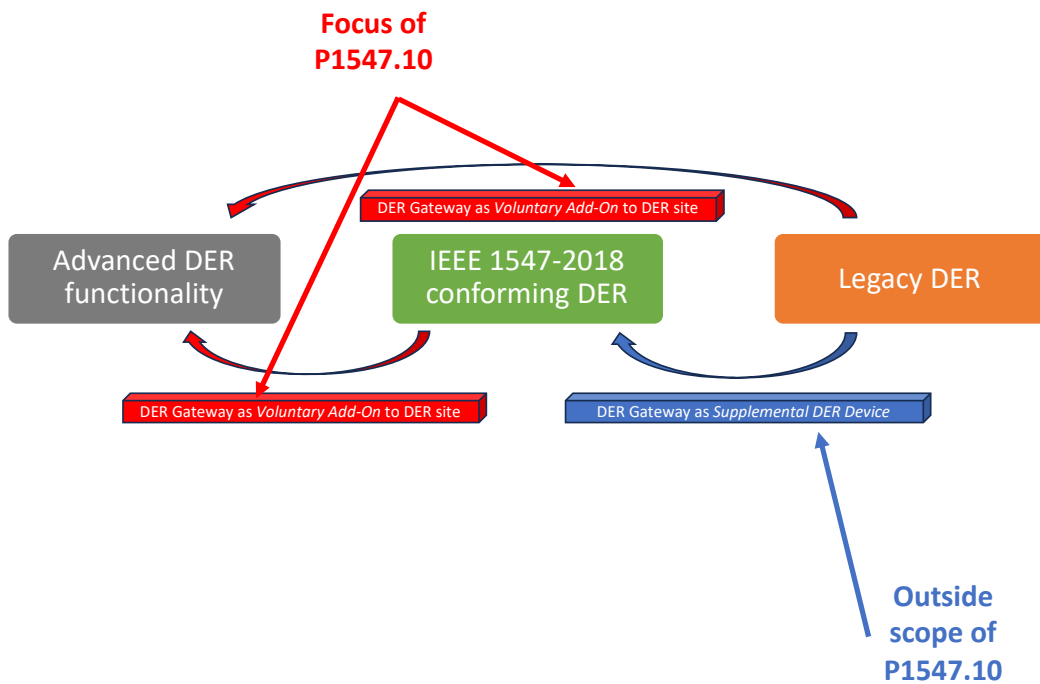 Focus of
P1547.10
DER Gateway as Voluntary Add-On to DER site
Advanced DER
functionality
IEEE 1547-2018
conforming DER
Legacy DER
DER Gateway as Voluntary Add-On to DER site
DER Gateway as Supplemental DER Device
Outside
scope of
P1547.10